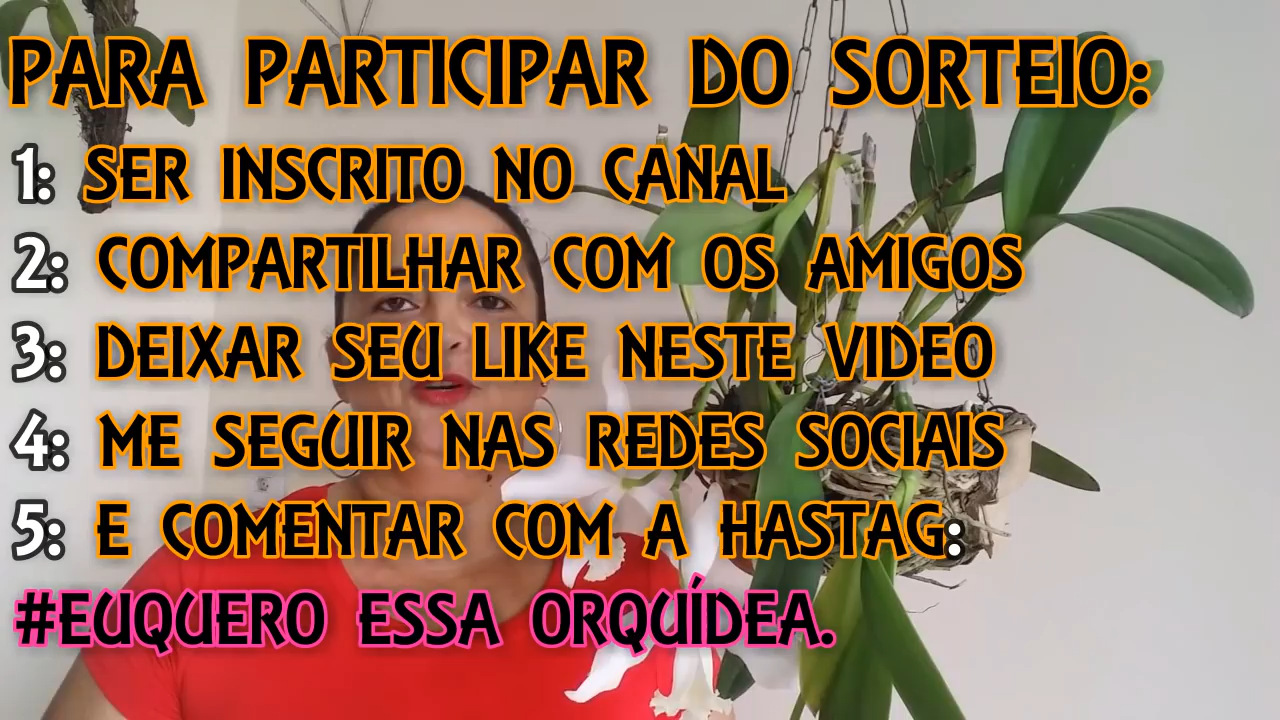 PARA PARTICIPAR DO SORTEIO:
1: SER INSCRITO NO CANAL
2: COMPARTILHAR COM OS AMIGOS
3: DEIXAR SEU LIKE NESTE VIDEO
4: ME SEGUIR NAS REDES SOCIAIS
5: E COMENTAR COM A HASTAG:
#EUQUERO ESSA ORQUÍDEA.